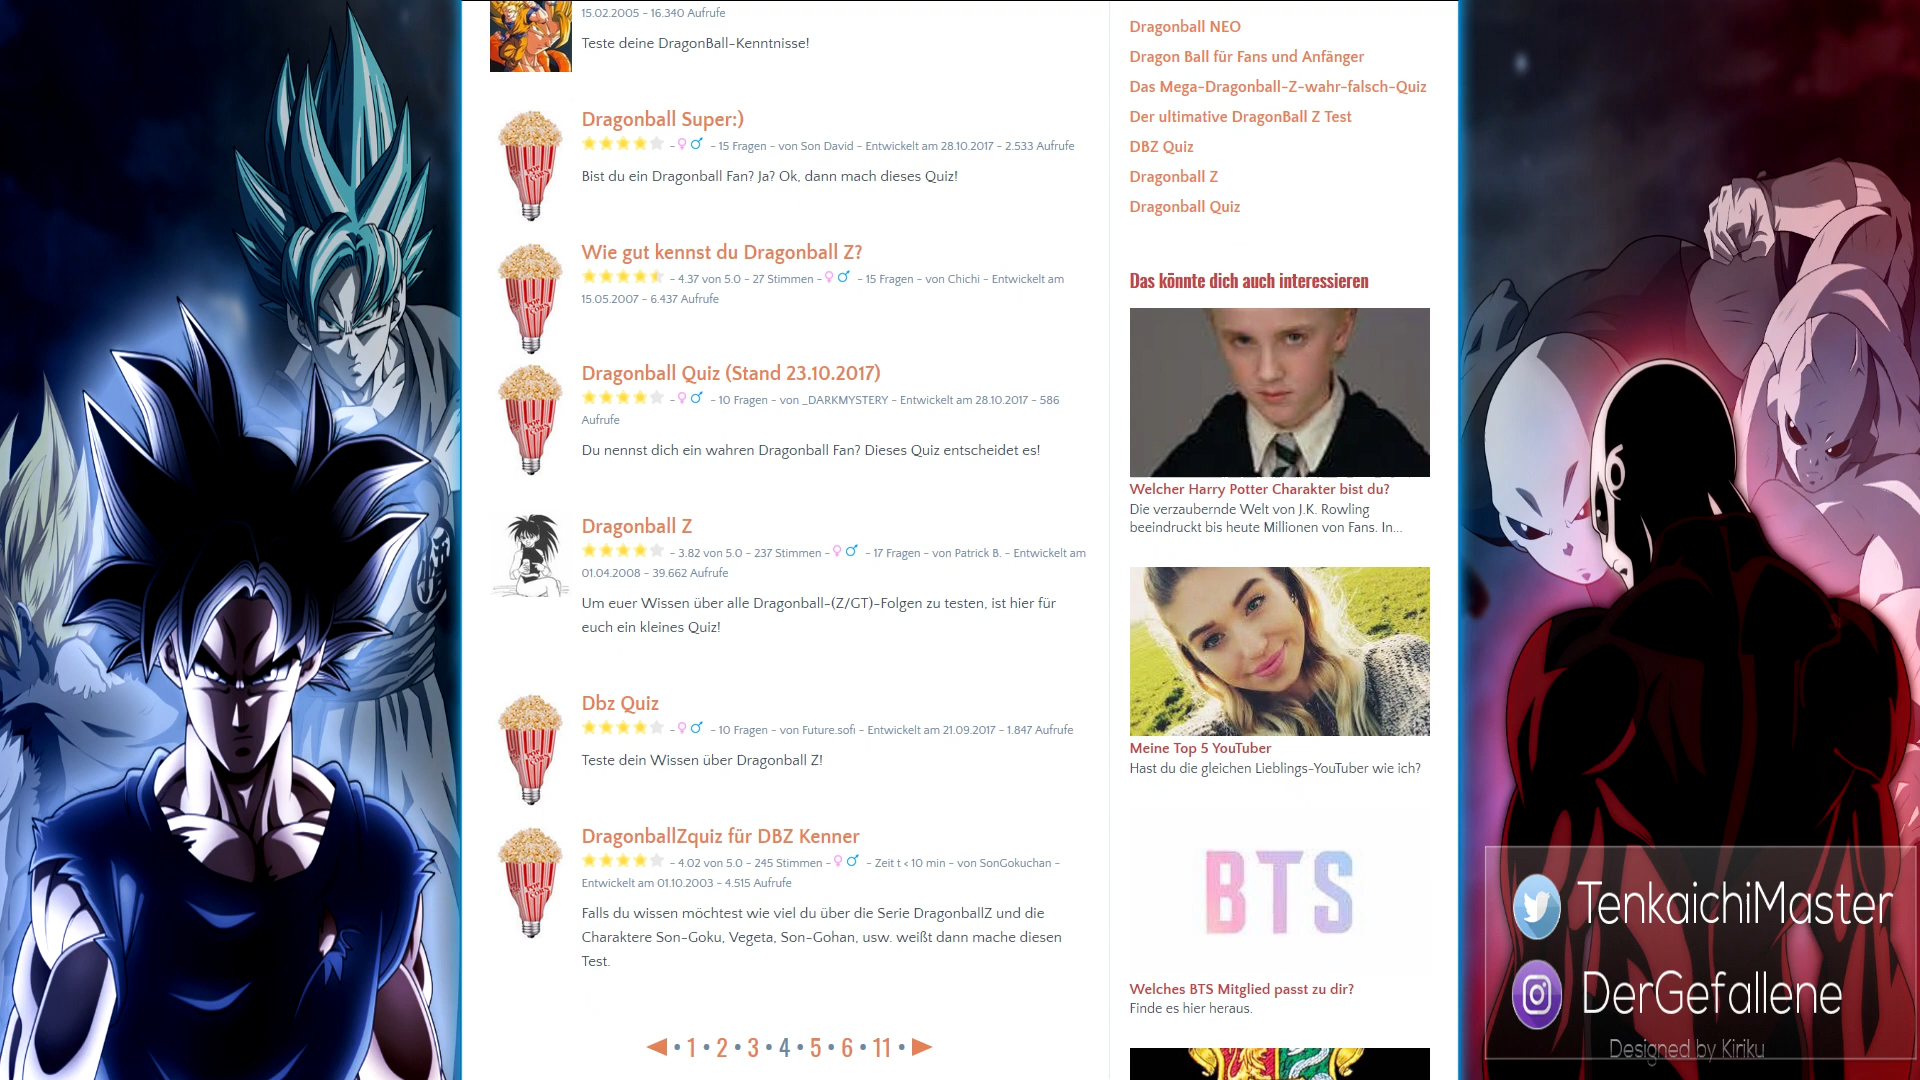 15.02.2005 - 16.340 Aufrufe
Teste deine DragonBall-Kenntnisse!
Dragonball Super:)
- ♀ ♂ - 15 Fragen - von Son David - Entwickelt am 28.10.2017 - 2.533 Aufrufe
Bist du ein Dragonball Fan? Ja? Ok, dann mach dieses Quiz!
Wie gut kennst du Dragonball Z?
- 4.37 von 5.0 - 27 Stimmen - ♀ ♂ - 15 Fragen - von Chichi - Entwickelt am
15.05.2007 - 6.437 Aufrufe
Dragonball Quiz (Stand 23.10.2017)
- ♀ ♂ - 10 Fragen - von _DARKMYSTERY - Entwickelt am 28.10.2017 - 586
Aufrufe
Du nennst dich ein wahren Dragonball Fan? Dieses Quiz entscheidet es!
Dragonball Z
- 3.82 von 5.0 - 237 Stimmen - ♀ ♂ - 17 Fragen - von Patrick B. - Entwickelt am
01.04.2008 - 39.662 Aufrufe
Um euer Wissen über alle Dragonball-(Z/GT)-Folgen zu testen, ist hier für
euch ein kleines Quiz!
Dbz Quiz
- ♀ ♂ - 10 Fragen - von Future.sofi - Entwickelt am 21.09.2017 - 1.847 Aufrufe
Teste dein Wissen über Dragonball Z!
DragonballZquiz für DBZ Kenner
- 4.02 von 5.0 - 245 Stimmen - ♀ ♂ - Zeit t < 10 min - von SonGokuchan -
Entwickelt am 01.10.2003 - 4.515 Aufrufe
Falls du wissen möchtest wie viel du über die Serie DragonballZ und die
Charaktere Son-Goku, Vegeta, Son-Gohan, usw. weißt dann mache diesen
Test.
◄ • 1 • 2 • 3 • 4 • 5 • 6 • 11 • ►
Dragonball NEO
Dragon Ball für Fans und Anfänger
Das Mega-Dragonball-Z-wahr-falsch-Quiz
Der ultimative DragonBall Z Test
DBZ Quiz
Dragonball Z
Dragonball Quiz
Das könnte dich auch interessieren
Welcher Harry Potter Charakter bist du?
Die verzaubernde Welt von J.K. Rowling
beeindruckt bis heute Millionen von Fans. In...
Meine Top 5 YouTuber
Hast du die gleichen Lieblings-YouTuber wie ich?
BTS
Welches BTS Mitglied passt zu dir?
Finde es hier heraus.
TenkaichiMaster
DerGefallene
Designed by Kiriku